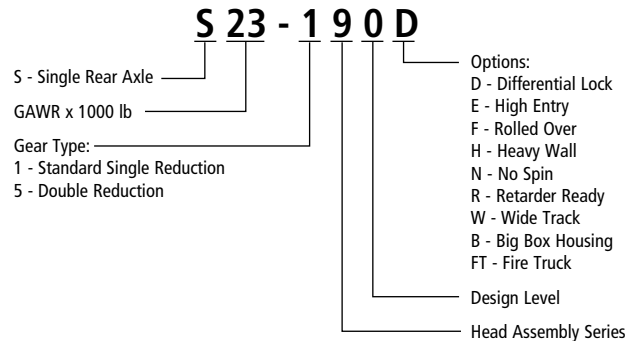 S 23 - 1 9 0 D
S - Single Rear Axle
GAWR x 1000 lb
Gear Type:
1 - Standard Single Reduction
5 - Double Reduction
Options:
D - Differential Lock
E - High Entry
F - Rolled Over
H - Heavy Wall
N - No Spin
R - Retarder Ready
W - Wide Track
B - Big Box Housing
FT - Fire Truck
Design Level
Head Assembly Series